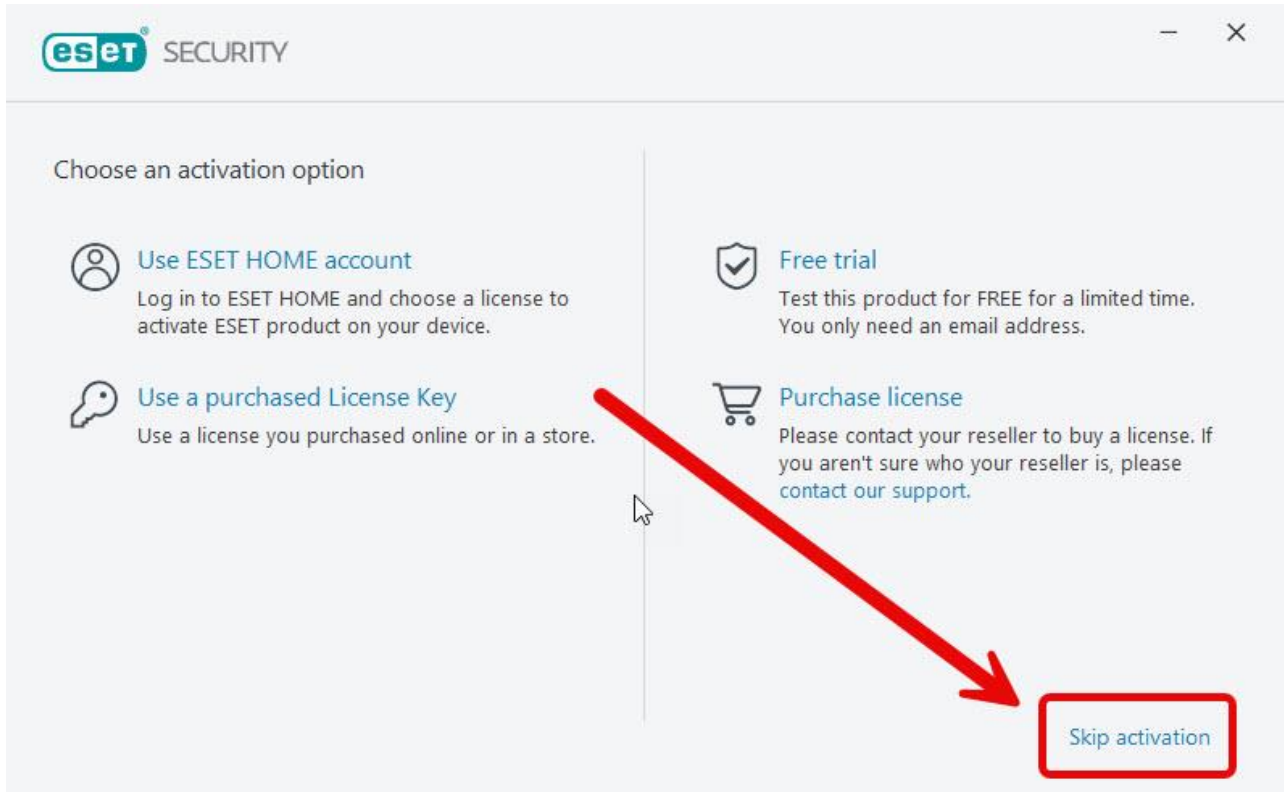 eset® SECURITY
Choose an activation option
Use ESET HOME account
Log in to ESET HOME and choose a license to
activate ESET product on your device.
Use a purchased License Key
Use a license you purchased online or in a store.
Free trial
Test this product for FREE for a limited time.
You only need an email address.
Purchase license
Please contact your reseller to buy a license. If
you aren't sure who your reseller is, please
contact our support.
Skip activation